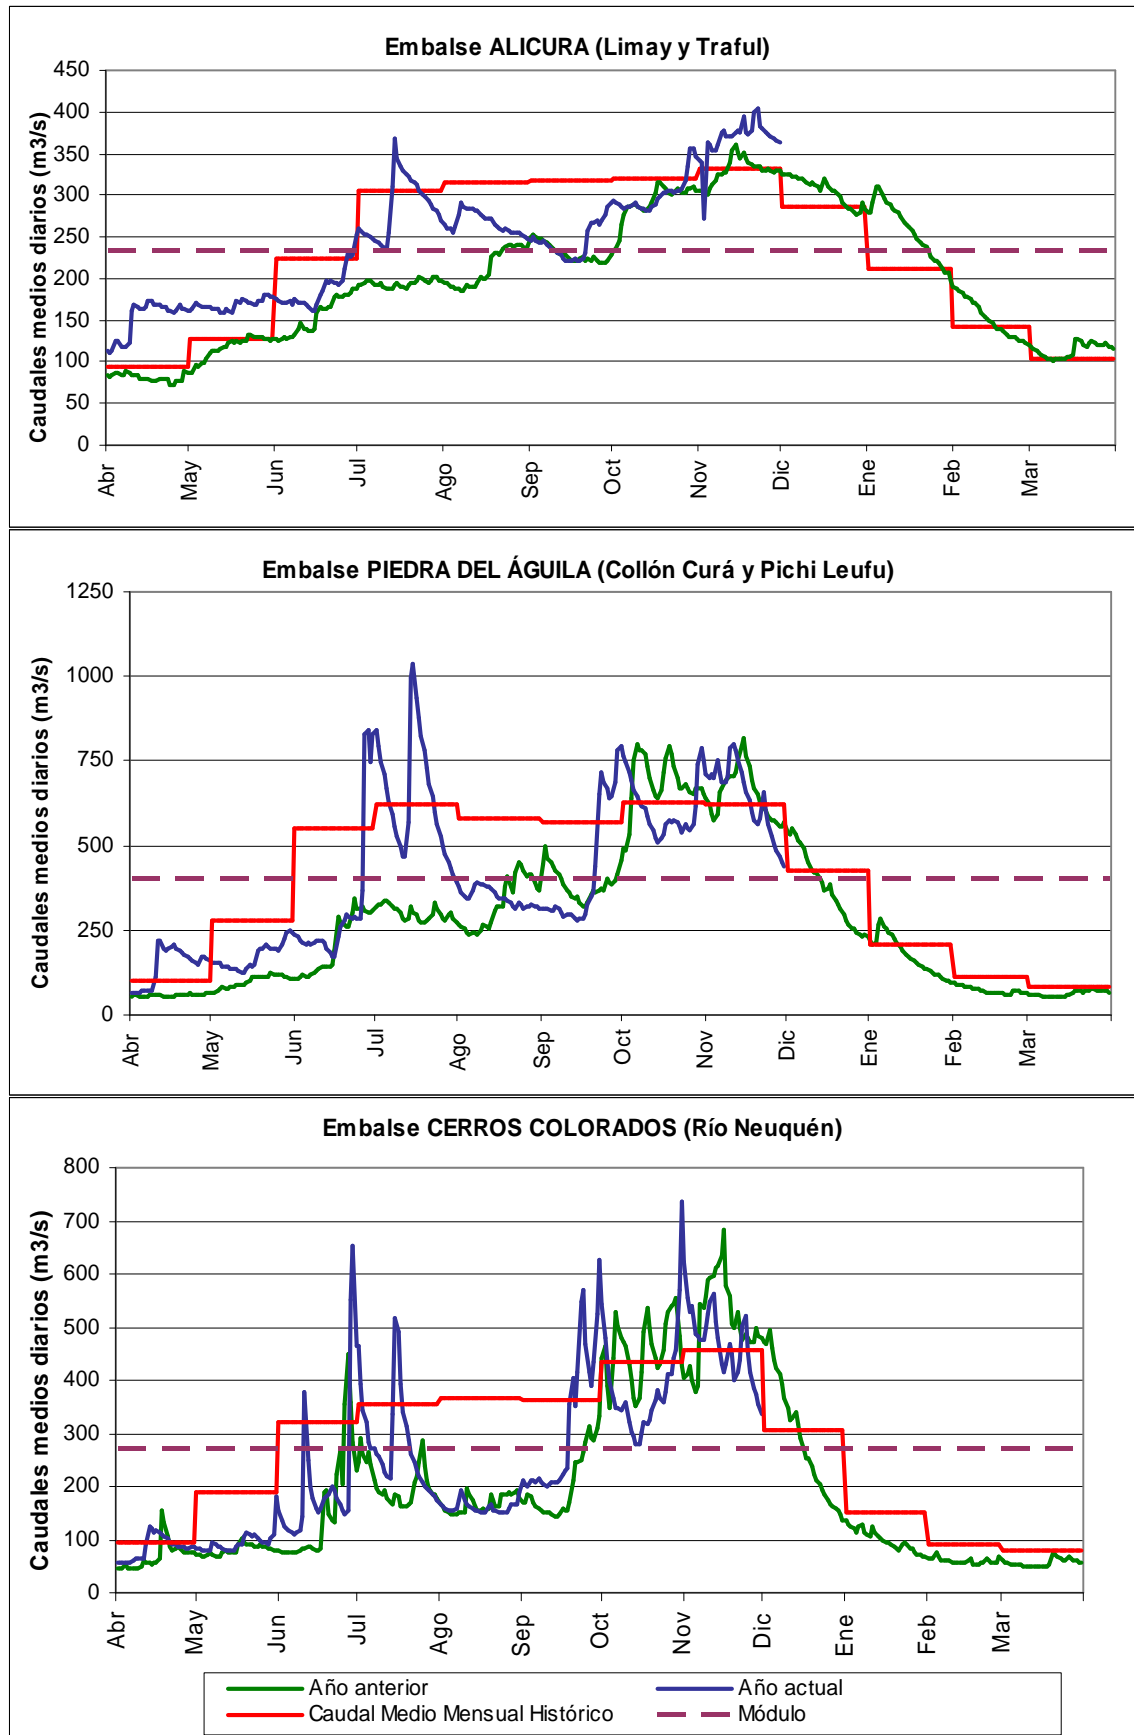 Embalse ALICURA (Limay y Traful)
Caudales medios diarios (m3/s)
450
400
350
300
250
200
150
100
50
0
Abr
May
Jun
Jul
Ago
Sep
Oct
Nov
Dic
Ene
Feb
Mar
Embalse PIEDRA DEL ÁGUILA (Collón Curá y Pichi Leufu)
Caudales medios diarios (m3/s)
1250
1000
750
500
250
0
Abr
May
Jun
Jul
Ago
Sep
Oct
Nov
Dic
Ene
Feb
Mar
Embalse CERROS COLORADOS (Río Neuquén)
Caudales medios diarios (m3/s)
800
700
600
500
400
300
200
100
0
Abr
May
Jun
Jul
Ago
Sep
Oct
Nov
Dic
Ene
Feb
Mar
Año anterior
Año actual
Caudal Medio Mensual Histórico
Módulo